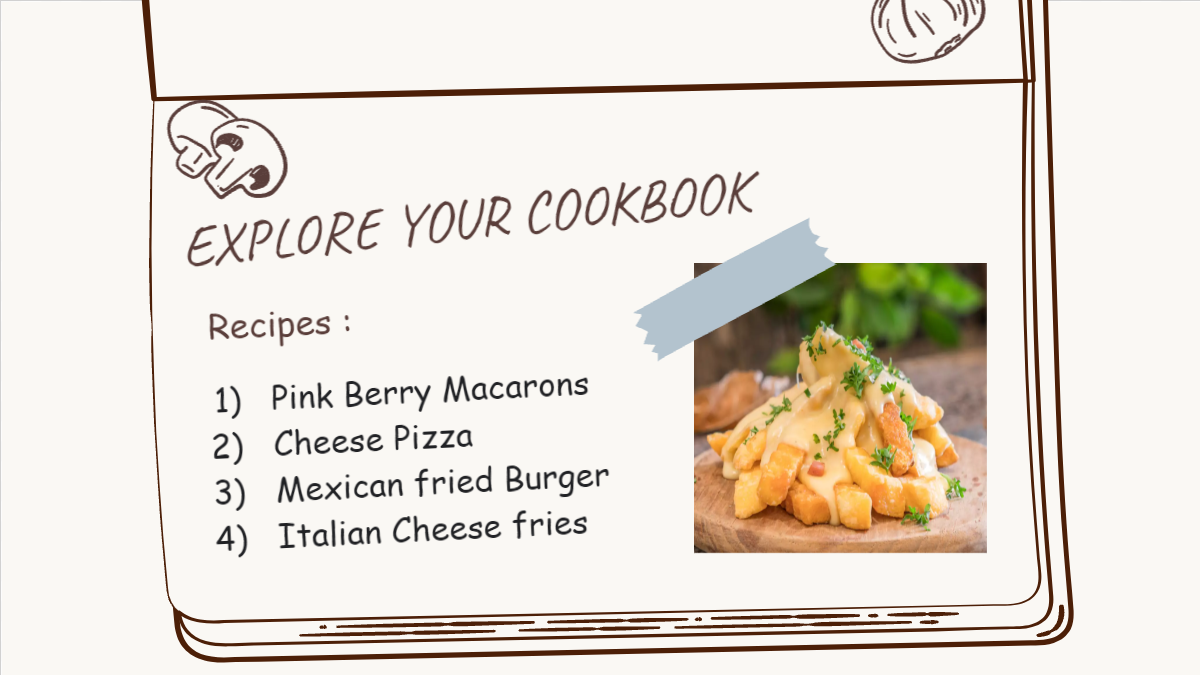 EXPLORE YOUR COOKBOOK
Recipes :
1) Pink Berry Macarons
2) Cheese Pizza
3) Mexican fried Burger
4) Italian Cheese fries